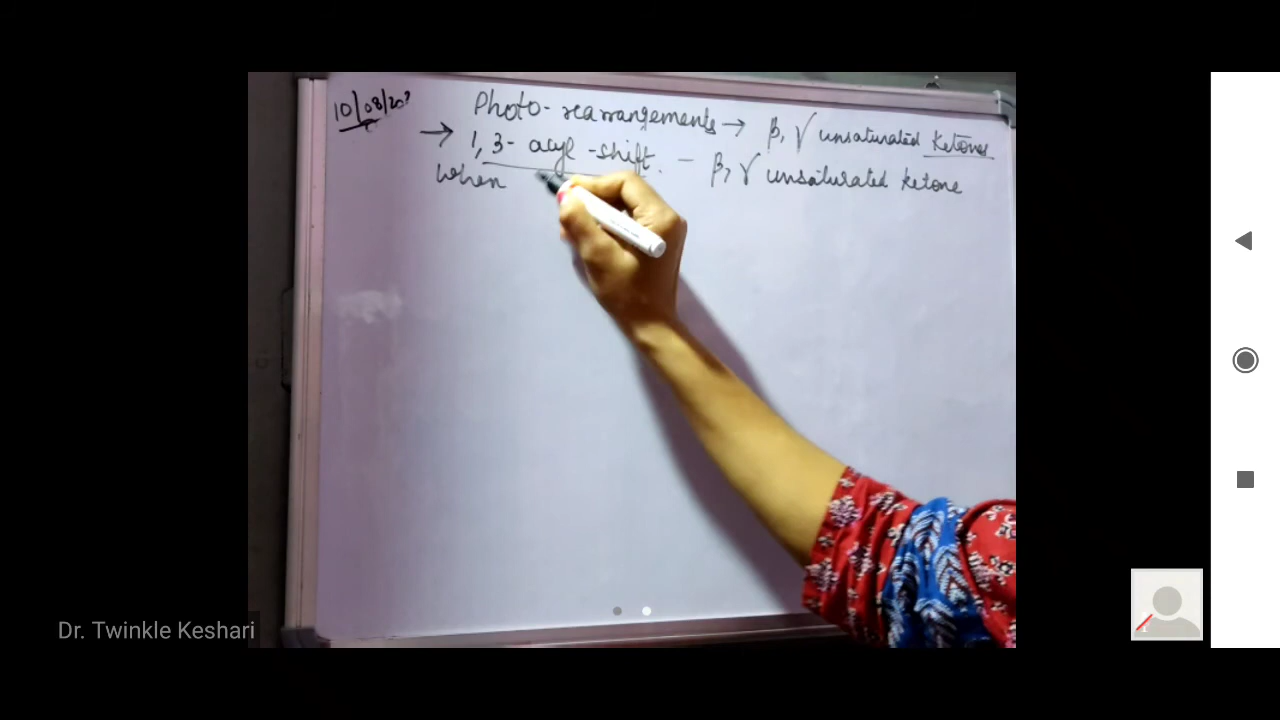 10/08/20
Photo-rearrangements → β,γ unsaturated ketones
→ 1,3-acyl-shift. - β,γ unsaturated ketone
when
Dr. Twinkle Keshari